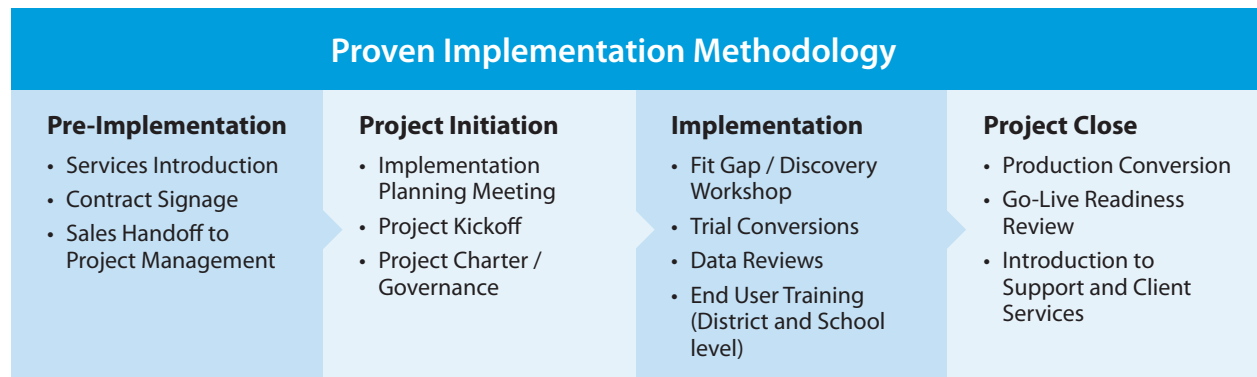 Proven Implementation Methodology
Pre-Implementation
• Services Introduction
• Contract Signage
• Sales Handoff to
Project Management
Project Initiation
• Implementation
Planning Meeting
• Project Kickoff
• Project Charter /
Governance
Implementation
• Fit Gap / Discovery
Workshop
• Trial Conversions
• Data Reviews
• End User Training
(District and School
level)
Project Close
• Production Conversion
• Go-Live Readiness
Review
• Introduction to
Support and Client
Services